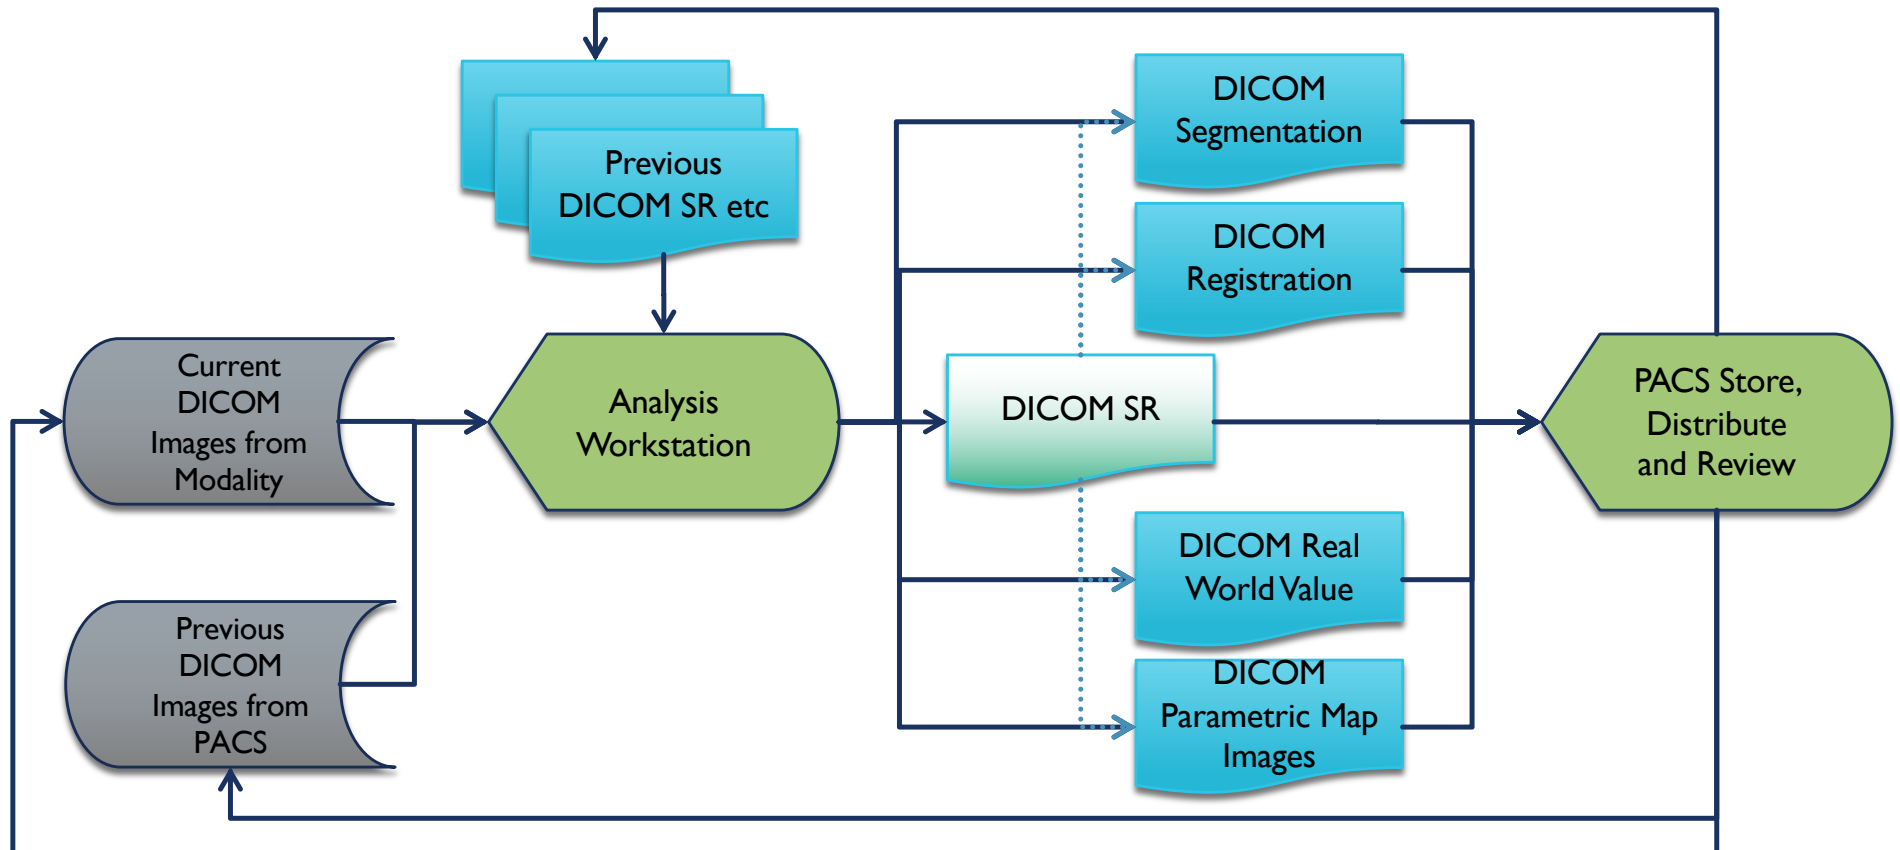 Previous
DICOM SR etc
Current
DICOM
Images from
Modality
Previous
DICOM
Images from
PACS
Analysis
Workstation
DICOM
Segmentation
DICOM
Registration
DICOM SR
DICOM Real
World Value
DICOM
Parametric Map
Images
PACS Store,
Distribute
and Review